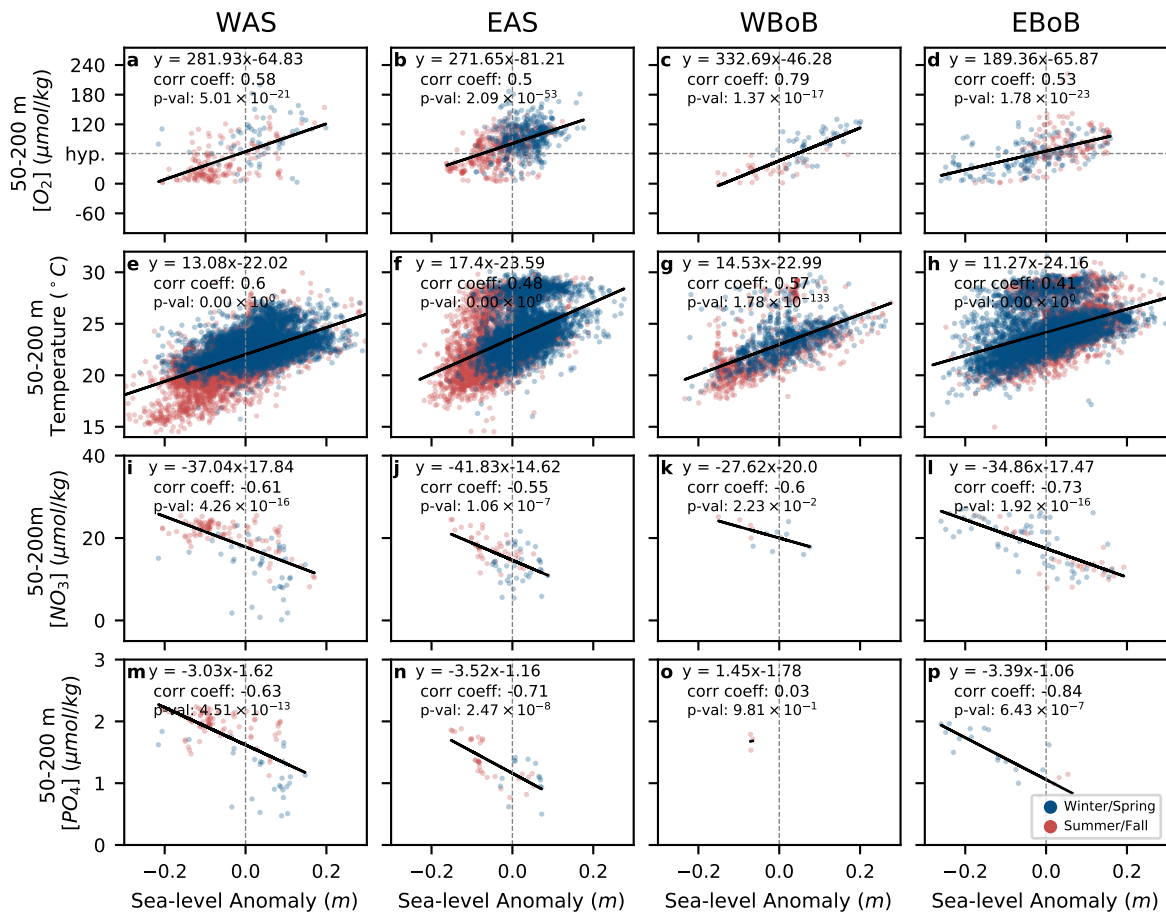 WAS EAS WBoB EBoB
50-200 m
[O2] (μmol/kg)
240
180
120
hyp.
0
-60
a y = 281.93x-64.83
corr coeff: 0.58
p-val: 5.01 × 10^-21
b y = 271.65x-81.21
corr coeff: 0.5
p-val: 2.09 × 10^-53
c y = 332.69x-46.28
corr coeff: 0.79
p-val: 1.37 × 10^-17
d y = 189.36x-65.87
corr coeff: 0.53
p-val: 1.78 × 10^-23
50-200 m
Temperature (°C)
30
25
20
15
e y = 13.08x-22.02
corr coeff: 0.6
p-val: 0.00 × 10^0
f y = 17.4x-23.59
corr coeff: 0.48
p-val: 0.00 × 10^0
g y = 14.53x-22.99
corr coeff: 0.57
p-val: 1.78 × 10^-133
h y = 11.27x-24.16
corr coeff: 0.41
p-val: 0.00 × 10^0
50-200m
[NO3] (μmol/kg)
40
20
0
i y = -37.04x-17.84
corr coeff: -0.61
p-val: 4.26 × 10^-16
j y = -41.83x-14.62
corr coeff: -0.55
p-val: 1.06 × 10^-7
k y = -27.62x-20.0
corr coeff: -0.6
p-val: 2.23 × 10^-2
l y = -34.86x-17.47
corr coeff: -0.73
p-val: 1.92 × 10^-16
50-200 m
[PO4] (μmol/kg)
3
2
1
0
m y = -3.03x-1.62
corr coeff: -0.63
p-val: 4.51 × 10^-13
n y = -3.52x-1.16
corr coeff: -0.71
p-val: 2.47 × 10^-8
o y = 1.45x-1.78
corr coeff: 0.03
p-val: 9.81 × 10^-1
p y = -3.39x-1.06
corr coeff: -0.84
p-val: 6.43 × 10^-7
Winter/Spring
Summer/Fall
−0.2 0.0 0.2 −0.2 0.0 0.2 −0.2 0.0 0.2 −0.2 0.0 0.2
Sea-level Anomaly (m) Sea-level Anomaly (m) Sea-level Anomaly (m) Sea-level Anomaly (m)